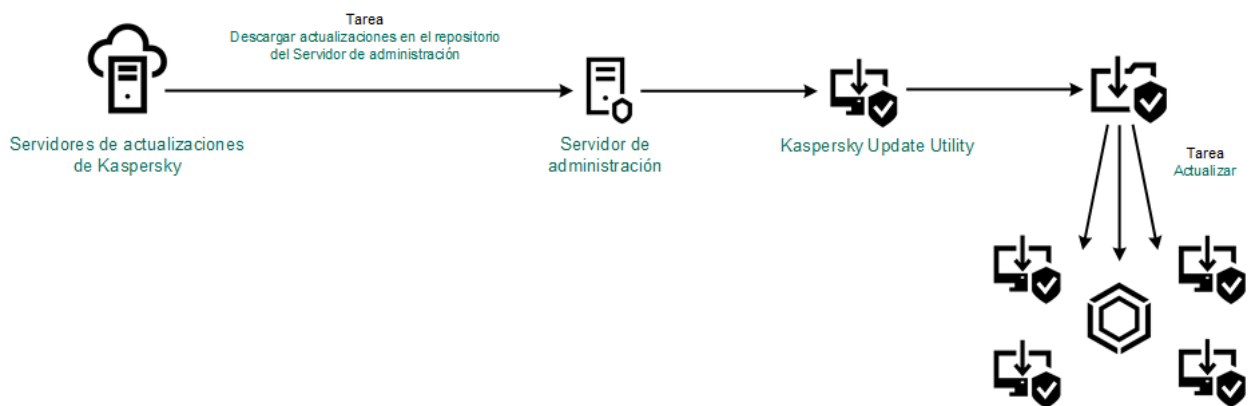 Tarea
Descargar actualizaciones en el repositorio
del Servidor de administración
Servidores de actualizaciones
de Kaspersky
Servidor de
administración
Kaspersky Update Utility
Tarea
Actualizar